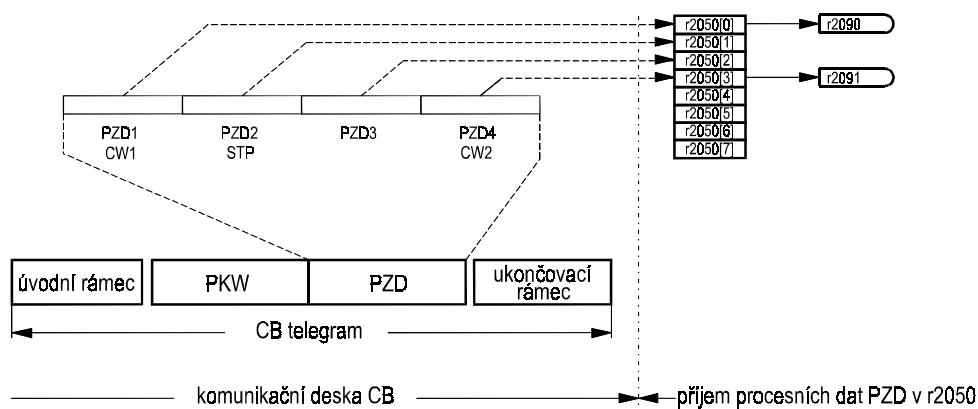 r2050[0]
r2090
r2050[1]
r2050[2]
r2050[3]
r2091
r2050[4]
r2050[5]
r2050[6]
r2050[7]
PZD1
PZD2
PZD3
PZD4
CW1
STP
CW2
úvodní rámec
PKW
PZD
ukončovací
rámec
CB telegram
komunikační deska CB
příjem procesních dat PZD v r2050